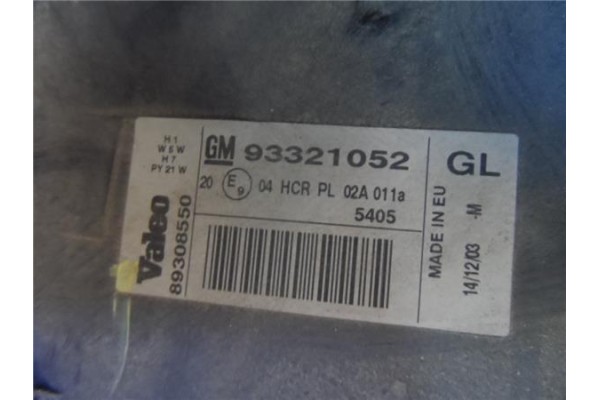 H 1
W 5 W
H 7
PY 21 W
Valeo
89308550
GM 93321052
20 E9 04 HCR PL 02A 011a
5405
GL
MADE IN EU
14/12/03 -M